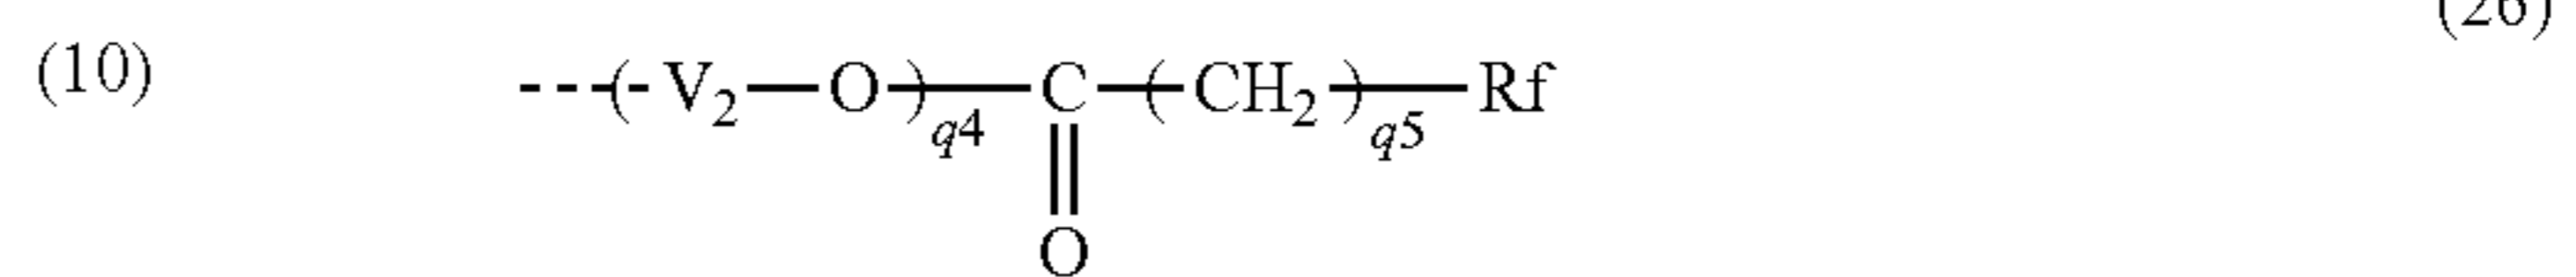 (26)
(10) ---(-V₂—O-)q4—C-(-CH₂-)q5—Rf
||
O